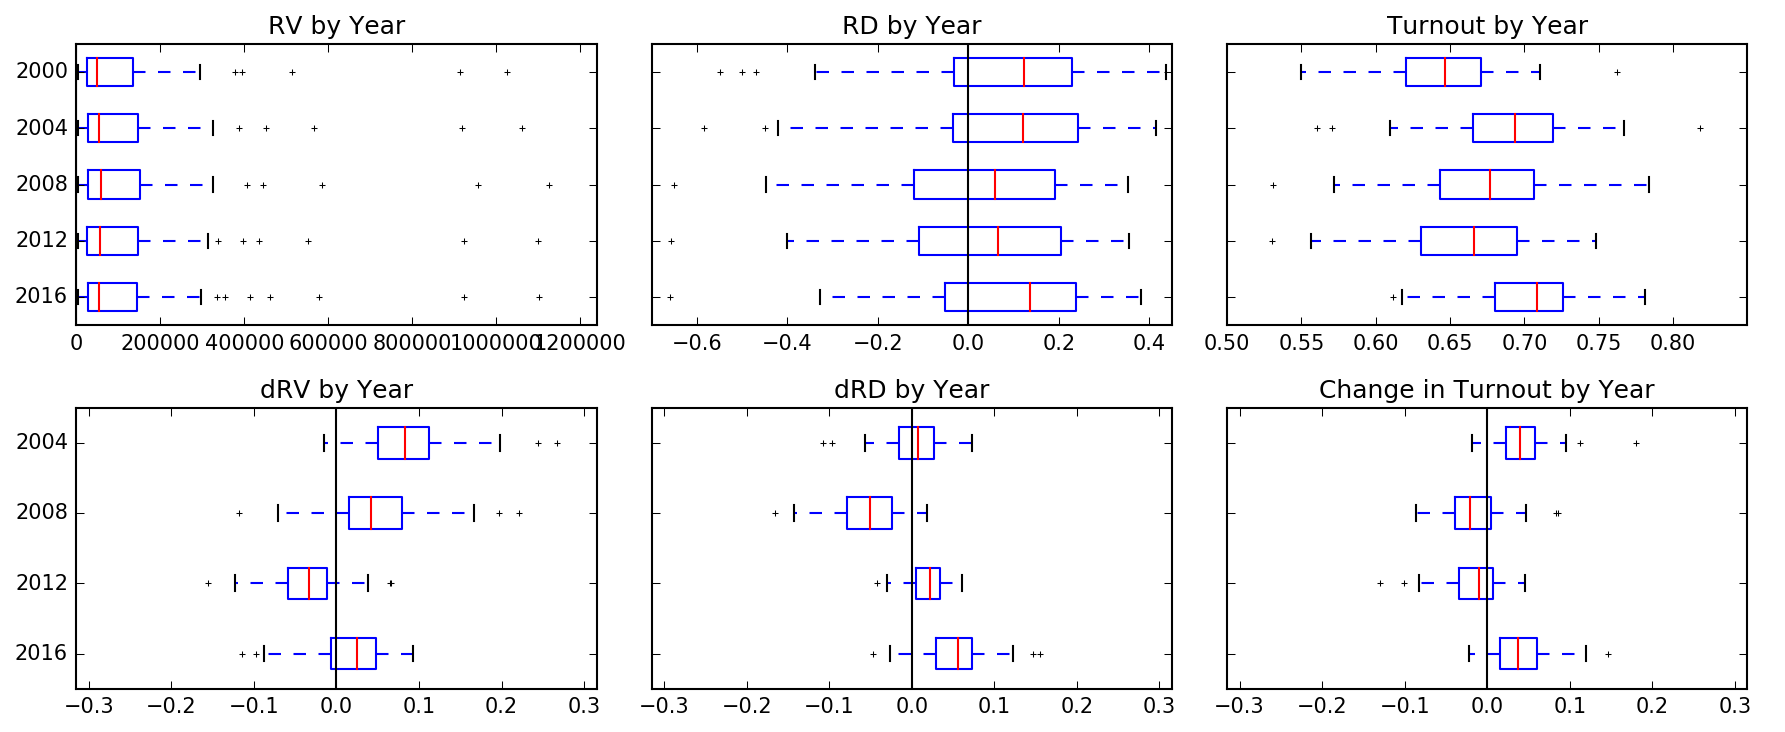 RV by Year
RD by Year
Turnout by Year
2000
2004
2008
2012
2016
0 200000 400000 600000 800000 1000000 1200000
−0.6 −0.4 −0.2 0.0 0.2 0.4
0.50 0.55 0.60 0.65 0.70 0.75 0.80
dRV by Year
dRD by Year
Change in Turnout by Year
2004
2008
2012
2016
−0.3 −0.2 −0.1 0.0 0.1 0.2 0.3
−0.3 −0.2 −0.1 0.0 0.1 0.2 0.3
−0.3 −0.2 −0.1 0.0 0.1 0.2 0.3